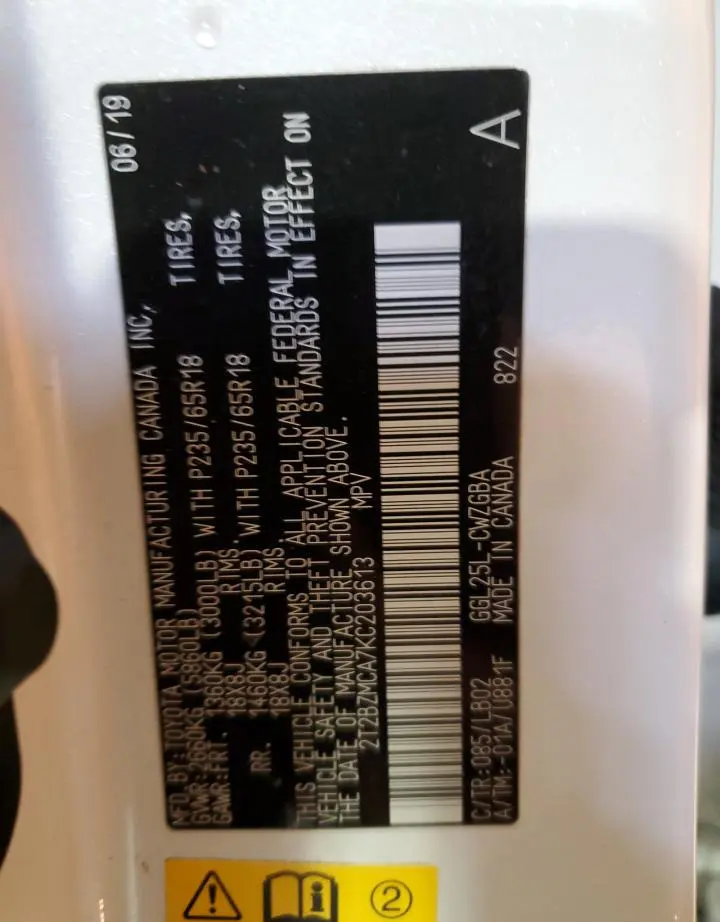 MFD. BY: TOYOTA MOTOR MANUFACTURING CANADA INC, 06/19
GVWR: 2660KG (5860LB)
GAWR:FRT. 1360KG (3000LB) WITH P235/65R18 TIRES,
18X8J RIMS.
RR. 1460KG (3215LB) WITH P235/65R18 TIRES,
18X8J RIMS
THIS VEHICLE CONFORMS TO ALL APPLICABLE FEDERAL MOTOR
VEHICLE SAFETY AND THEFT PREVENTION STANDARDS IN EFFECT ON
THE DATE OF MANUFACTURE SHOWN ABOVE.
2T2BZMCA7KC203613 MPV
C/TR:085/LB02 GGL25L-CWZGBA
A/TM:-01A/U881F MADE IN CANADA 822 A
2